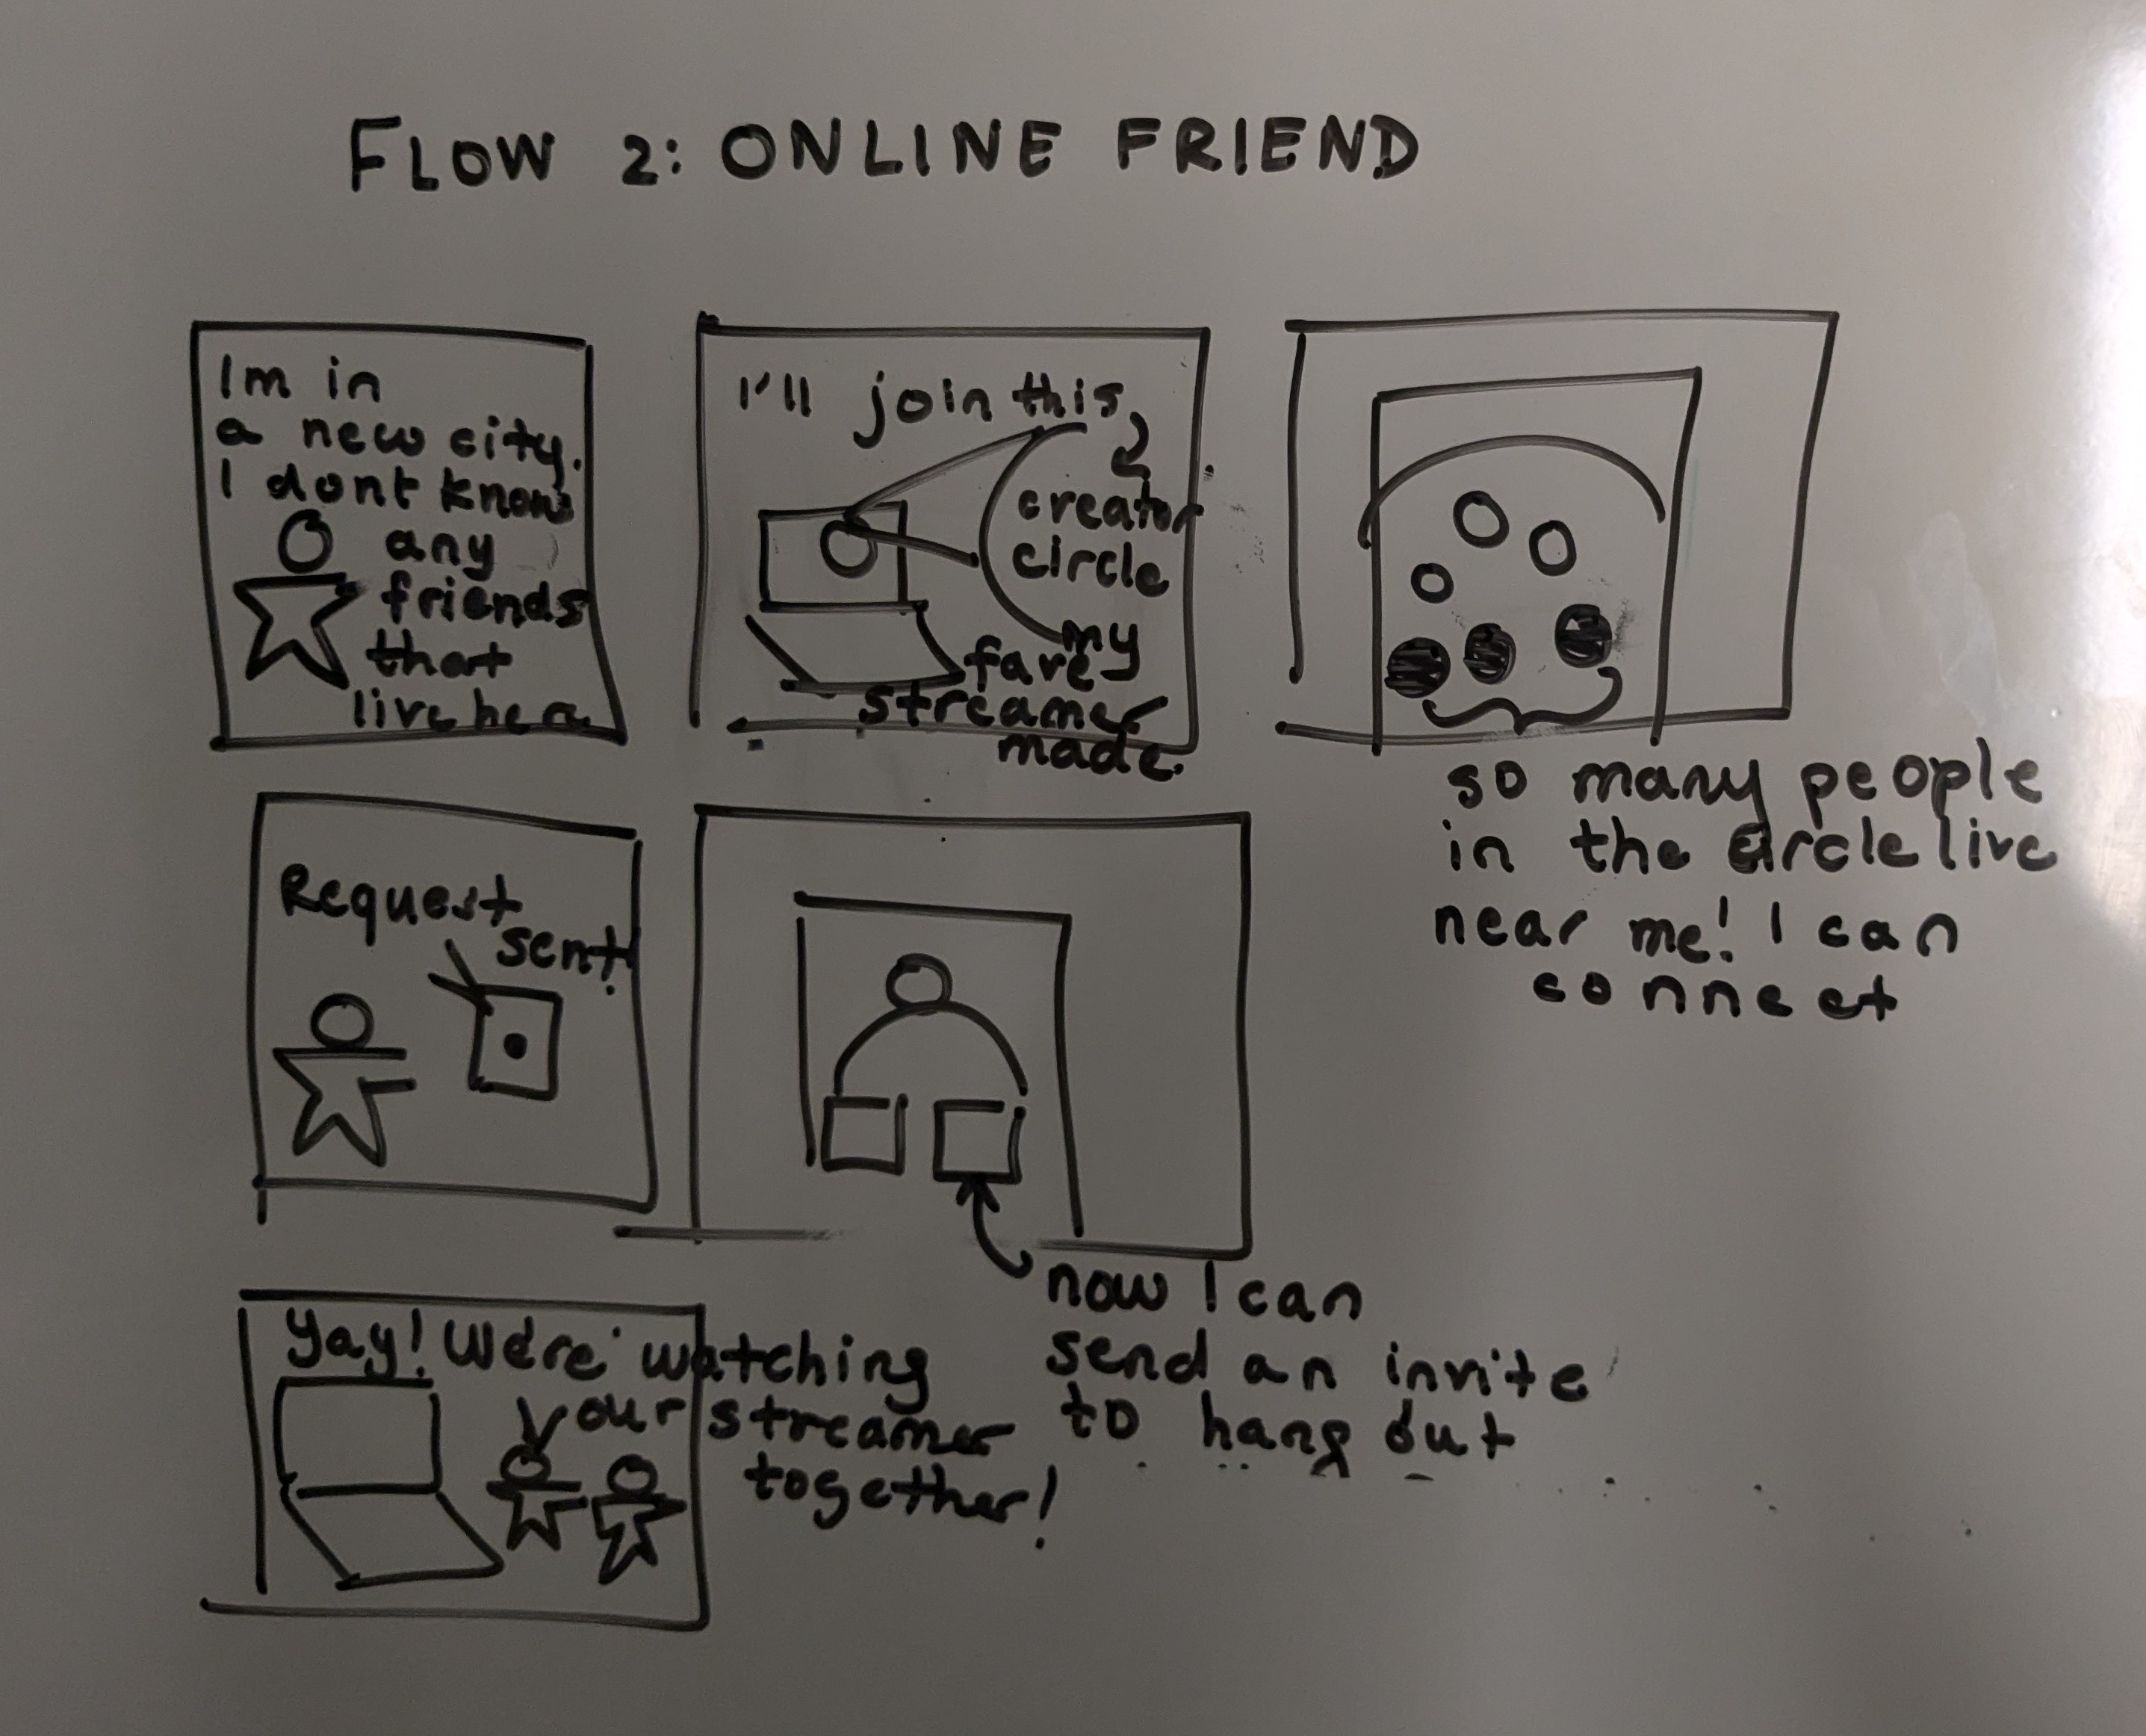 FLOW 2: ONLINE FRIEND
Im in
a new city.
I dont know
any
friends
that
live here
I'll join this
creator
circle
my
fave
streamer
made.
so many people
in the circle live
near me! I can
connect
Request
sent!
now I can
send an invite
to hang out
Yay! We're watching
our streamer
together!